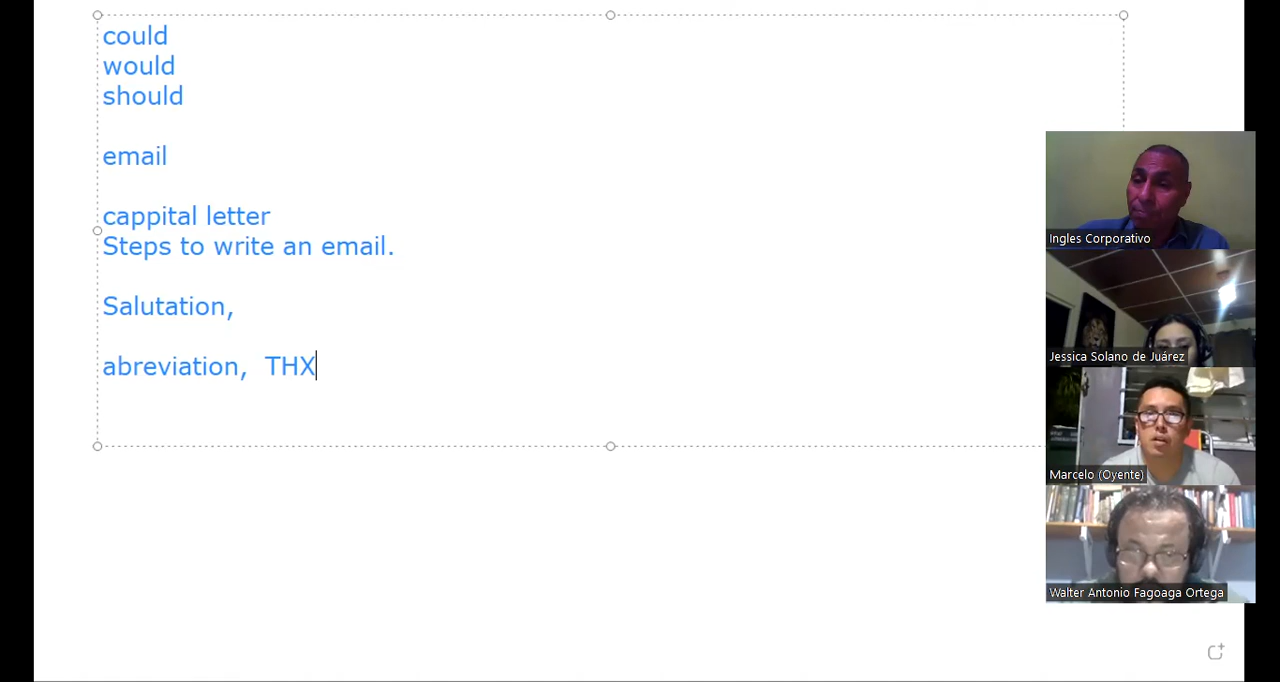 could
would
should
email
cappital letter
Steps to write an email.
Salutation,
abreviation,  THX
Ingles Corporativo
Jessica Solano de Juárez
Marcelo (Oyente)
Walter Antonio Fagoaga Ortega